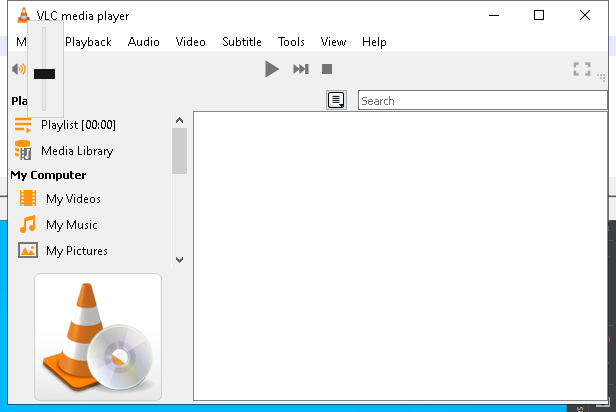 VLC media player
M Playback Audio Video Subtitle Tools View Help
Search
Pla
Playlist [00:00]
Media Library
My Computer
My Videos
My Music
My Pictures